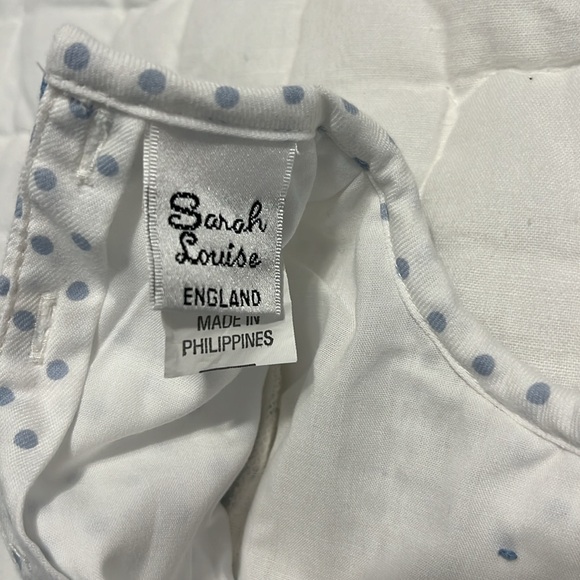 Sarah
Louise
ENGLAND
MADE IN
PHILIPPINES